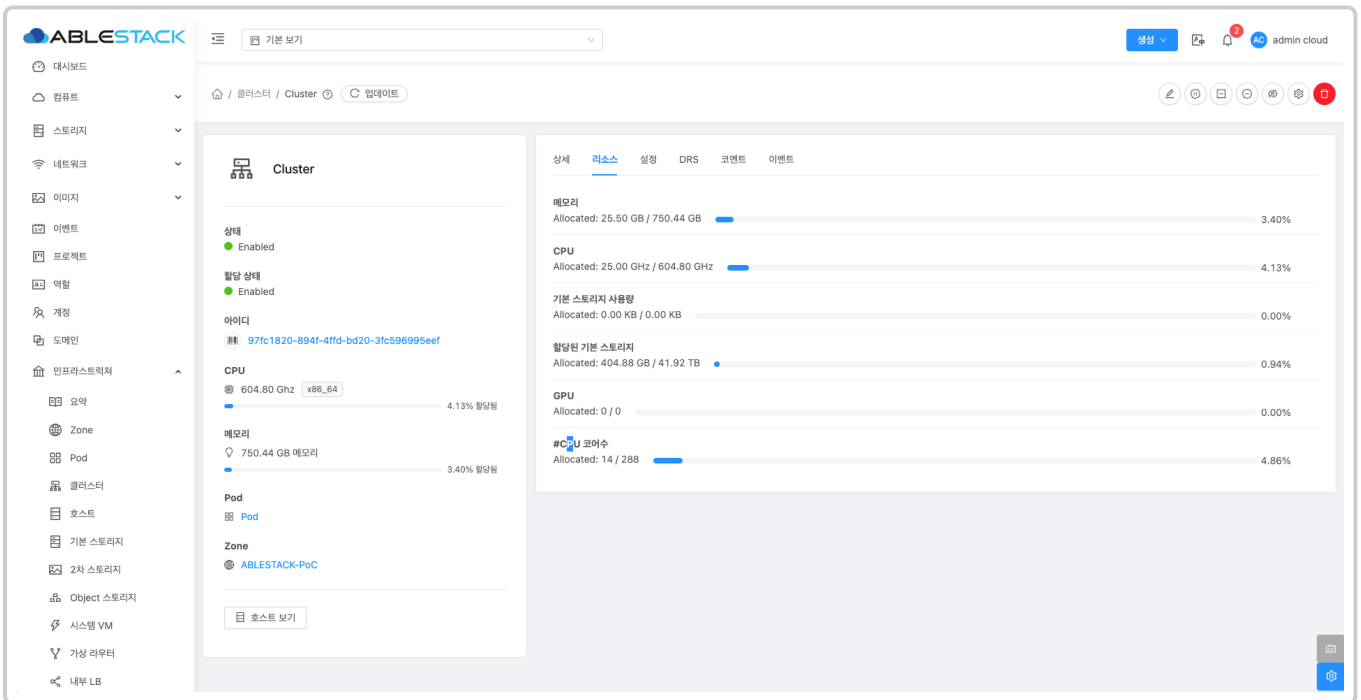 ABLESTACK
기본 보기
생성
2
AC
admin cloud
대시보드
컴퓨트
스토리지
네트워크
이미지
이벤트
프로젝트
역할
계정
도메인
인프라스트럭쳐
요약
Zone
Pod
클러스터
호스트
기본 스토리지
2차 스토리지
Object 스토리지
시스템 VM
가상 라우터
내부 LB
/ 클러스터 / Cluster
업데이트
Cluster
상태
Enabled
할당 상태
Enabled
아이디
97fc1820-894f-4ffd-bd20-3fc596995eef
CPU
604.80 Ghz x86_64
4.13% 할당됨
메모리
750.44 GB 메모리
3.40% 할당됨
Pod
Pod
Zone
ABLESTACK-PoC
호스트 보기
상세 리소스 설정 DRS 코멘트 이벤트
메모리
Allocated: 25.50 GB / 750.44 GB 3.40%
CPU
Allocated: 25.00 GHz / 604.80 GHz 4.13%
기본 스토리지 사용량
Allocated: 0.00 KB / 0.00 KB 0.00%
할당된 기본 스토리지
Allocated: 404.88 GB / 41.92 TB 0.94%
GPU
Allocated: 0 / 0 0.00%
#CPU 코어수
Allocated: 14 / 288 4.86%